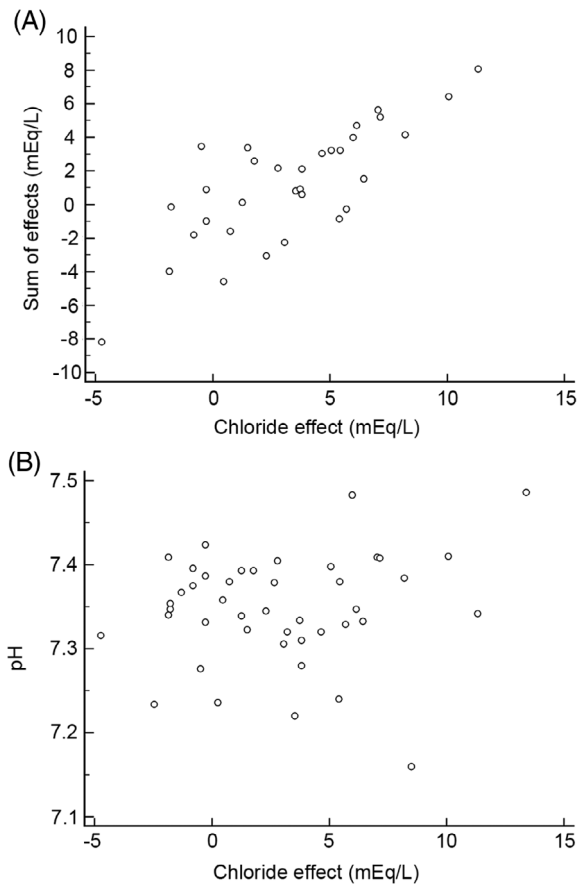 (A)
10
8
6
4
2
0
-2
-4
-6
-8
-10
Sum of effects (mEq/L)
-5 0 5 10 15
Chloride effect (mEq/L)
(B)
7.5
7.4
7.3
7.2
7.1
pH
-5 0 5 10 15
Chloride effect (mEq/L)